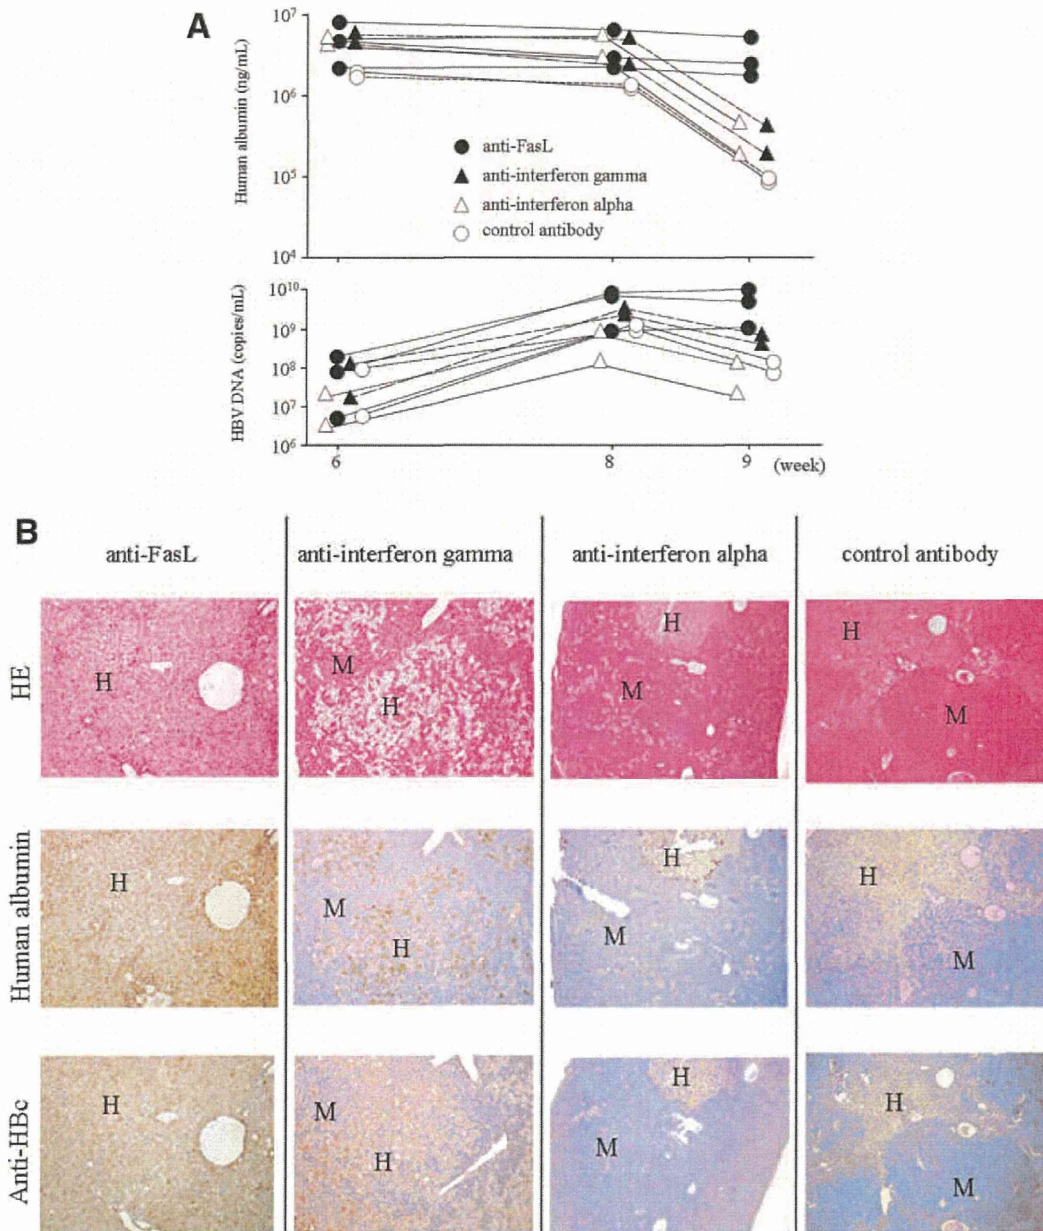 A
Human albumin (ng/mL)
10⁷
10⁶
10⁵
10⁴
anti-FasL
anti-interferon gamma
anti-interferon alpha
control antibody
HBV DNA (copies/mL)
10¹⁰
10⁹
10⁸
10⁷
10⁶
6
8
9
(week)
B
anti-FasL
anti-interferon gamma
anti-interferon alpha
control antibody
HE
H
M
H
H
M
H
M
Human albumin
H
M
H
H
M
H
M
Anti-HBc
H
M
H
H
M
H
M